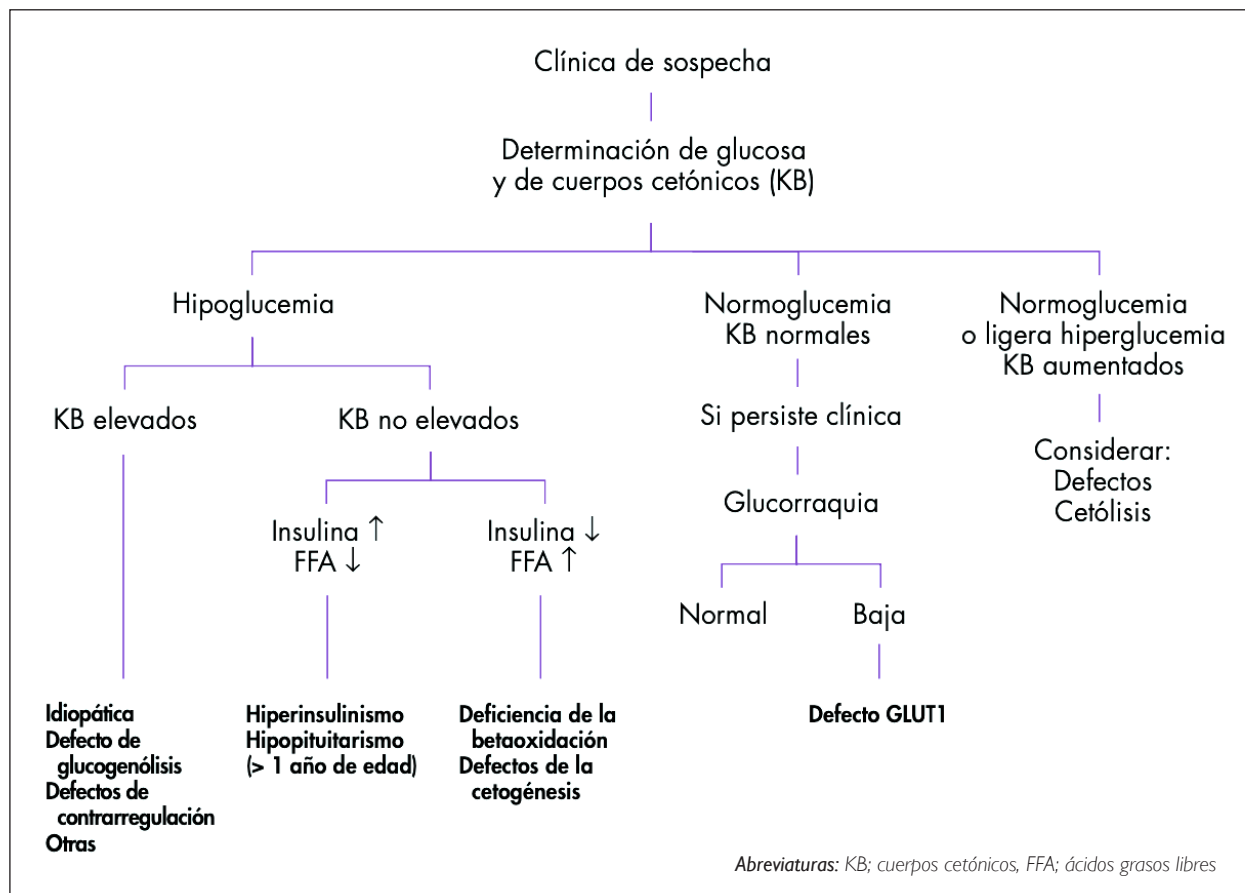 Clínica de sospecha
Determinación de glucosa
y de cuerpos cetónicos (KB)
Hipoglucemia
Normoglucemia
KB normales
Normoglucemia
o ligera hiperglucemia
KB aumentados
KB elevados
KB no elevados
Si persiste clínica
Considerar:
Defectos
Cetólisis
Insulina ↑
FFA ↓
Insulina ↓
FFA ↑
Glucorraquia
Normal
Baja
Idiopática
Defecto de
glucogenólisis
Defectos de
contrarregulación
Otras
Hiperinsulinismo
Hipopituitarismo
(> 1 año de edad)
Deficiencia de la
betaoxidación
Defectos de la
cetogénesis
Defecto GLUT1
Abreviaturas: KB; cuerpos cetónicos, FFA; ácidos grasos libres